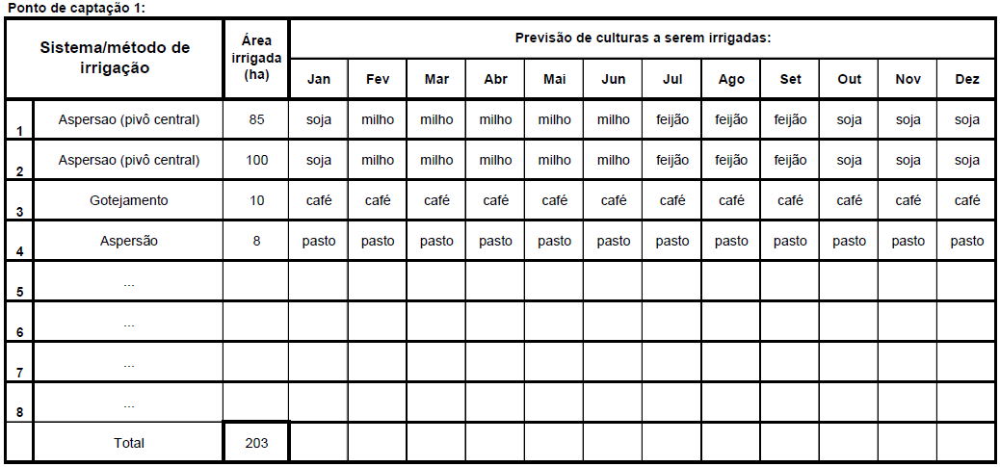 Ponto de captação 1:
Sistema/método de irrigação Área irrigada (ha) Previsão de culturas a serem irrigadas:
Jan Fev Mar Abr Mai Jun Jul Ago Set Out Nov Dez
1 Aspersao (pivô central) 85 soja milho milho milho milho milho feijão feijão feijão soja soja soja
2 Aspersao (pivô central) 100 soja milho milho milho milho milho feijão feijão feijão soja soja soja
3 Gotejamento 10 café café café café café café café café café café café café
4 Aspersão 8 pasto pasto pasto pasto pasto pasto pasto pasto pasto pasto pasto pasto
5 ...
6 ...
7 ...
8 ...
Total 203